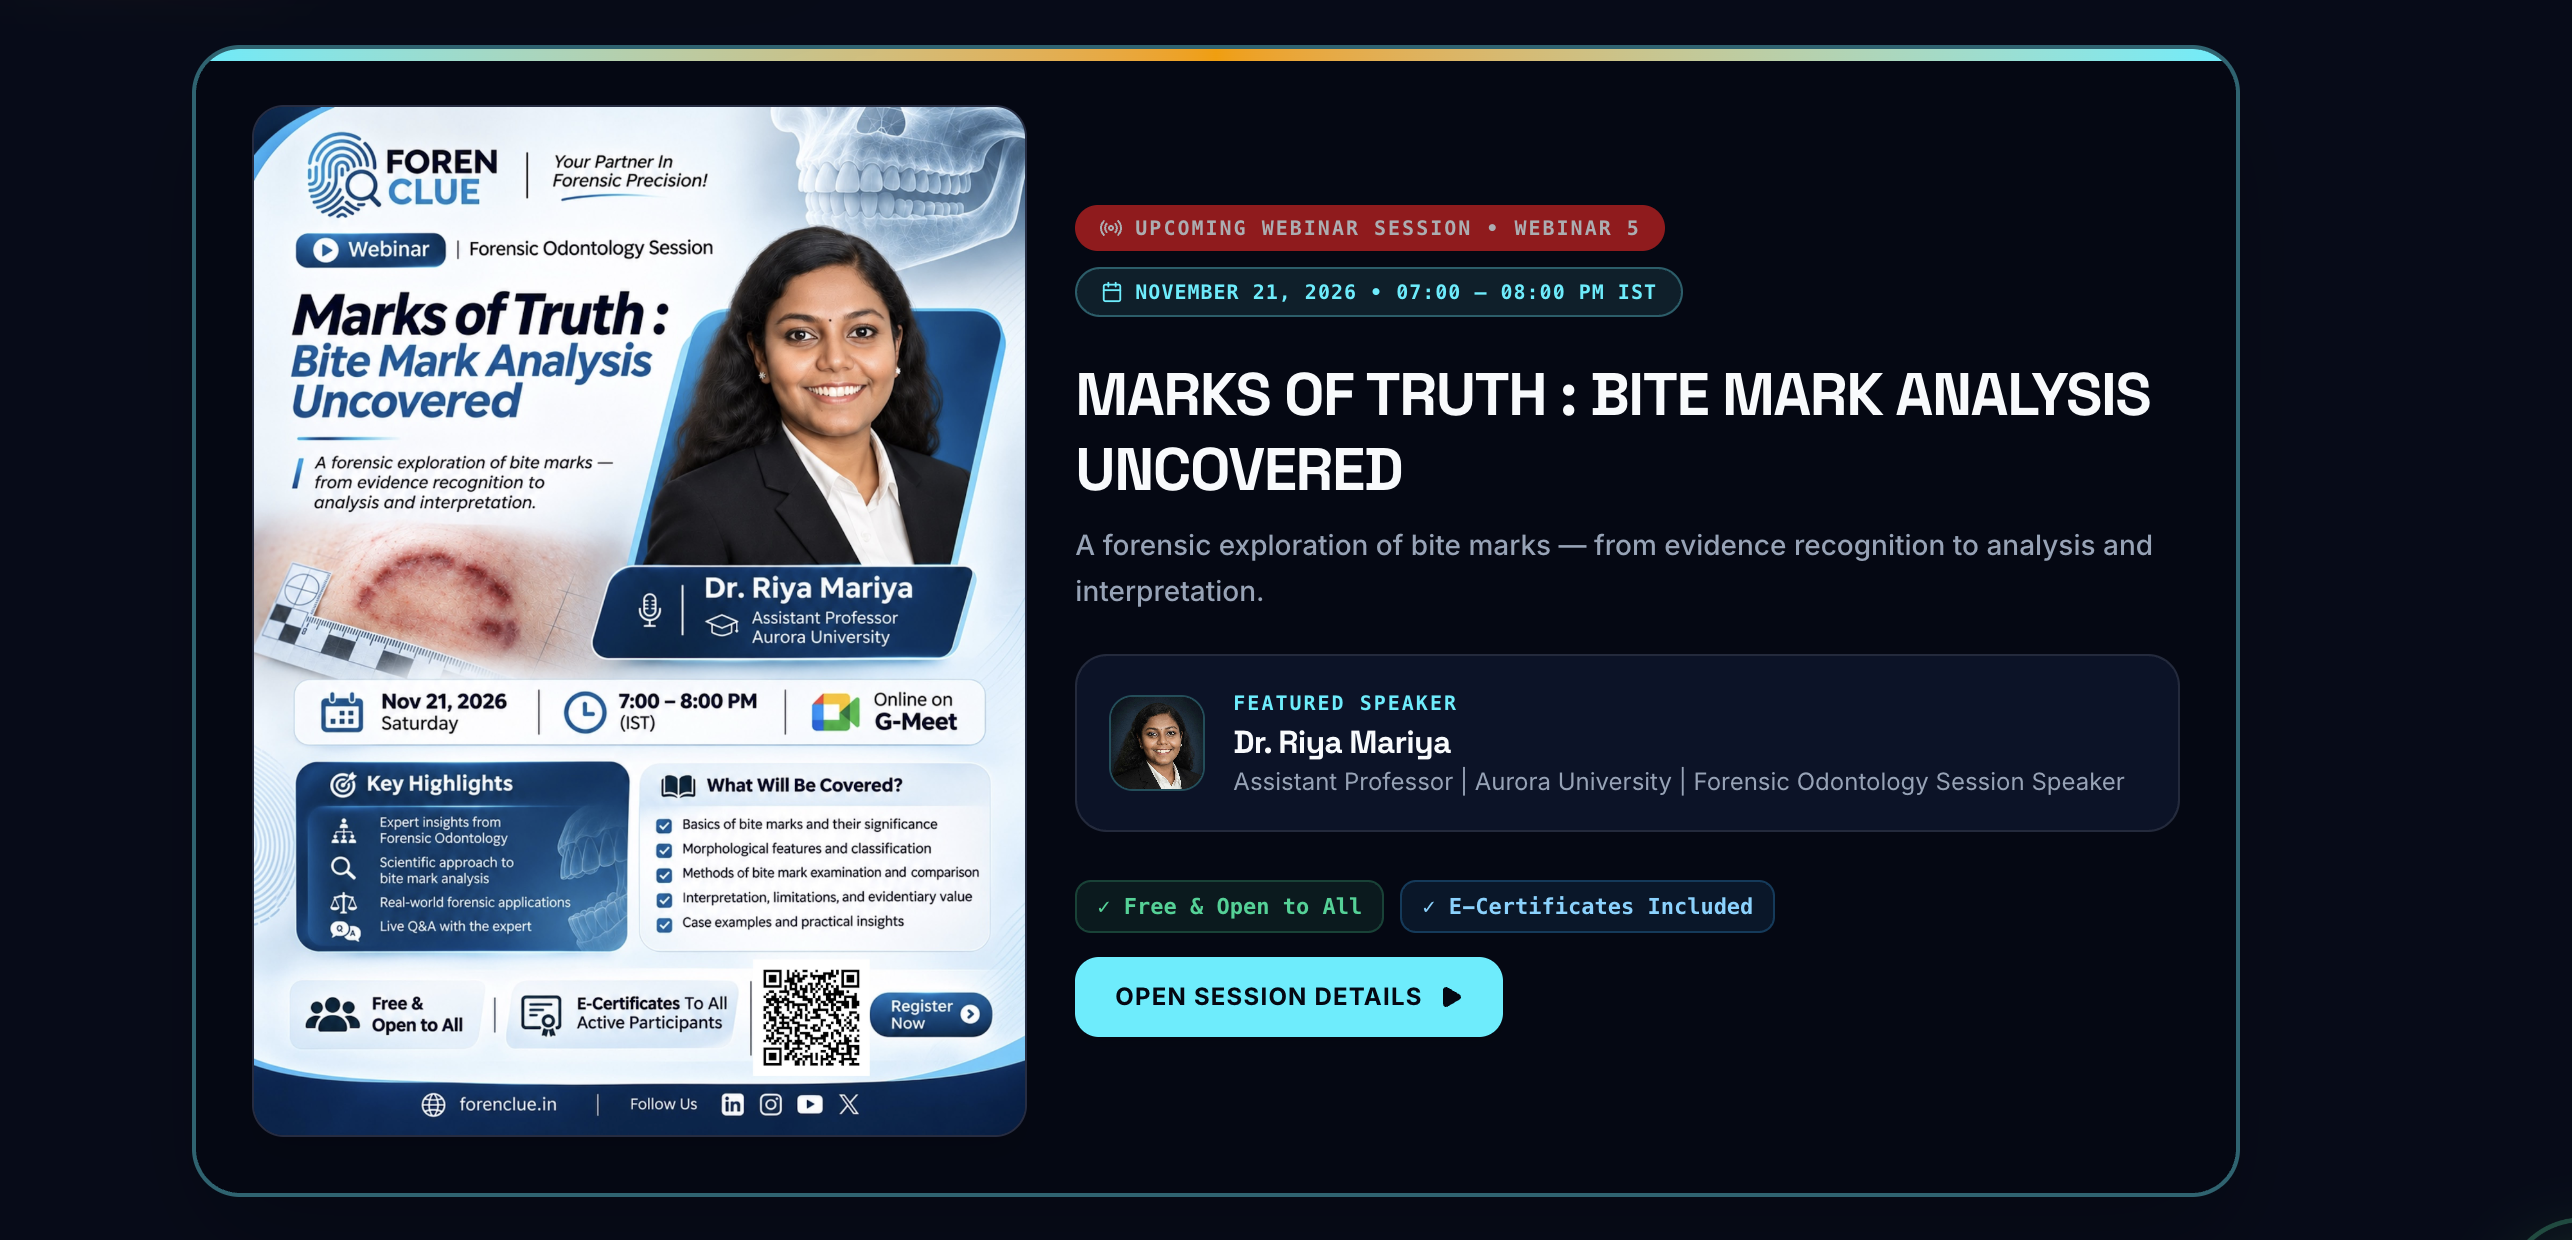 FOREN
CLUE
Your Partner In
Forensic Precision!
Webinar | Forensic Odontology Session
Marks of Truth :
Bite Mark Analysis
Uncovered
A forensic exploration of bite marks —
from evidence recognition to
analysis and interpretation.
Dr. Riya Mariya
Assistant Professor
Aurora University
Nov 21, 2026
Saturday
7:00 – 8:00 PM
(IST)
Online on
G-Meet
Key Highlights
Expert insights from
Forensic Odontology
Scientific approach to
bite mark analysis
Real-world forensic applications
Q A
Live Q&A with the expert
What Will Be Covered?
Basics of bite marks and their significance
Morphological features and classification
Methods of bite mark examination and comparison
Interpretation, limitations, and evidentiary value
Case examples and practical insights
Free &
Open to All
E-Certificates To All
Active Participants
Register
Now
forenclue.in
Follow Us
UPCOMING WEBINAR SESSION • WEBINAR 5
NOVEMBER 21, 2026 • 07:00 – 08:00 PM IST
MARKS OF TRUTH : BITE MARK ANALYSIS
UNCOVERED
A forensic exploration of bite marks — from evidence recognition to analysis and
interpretation.
FEATURED SPEAKER
Dr. Riya Mariya
Assistant Professor | Aurora University | Forensic Odontology Session Speaker
✓ Free & Open to All
✓ E-Certificates Included
OPEN SESSION DETAILS